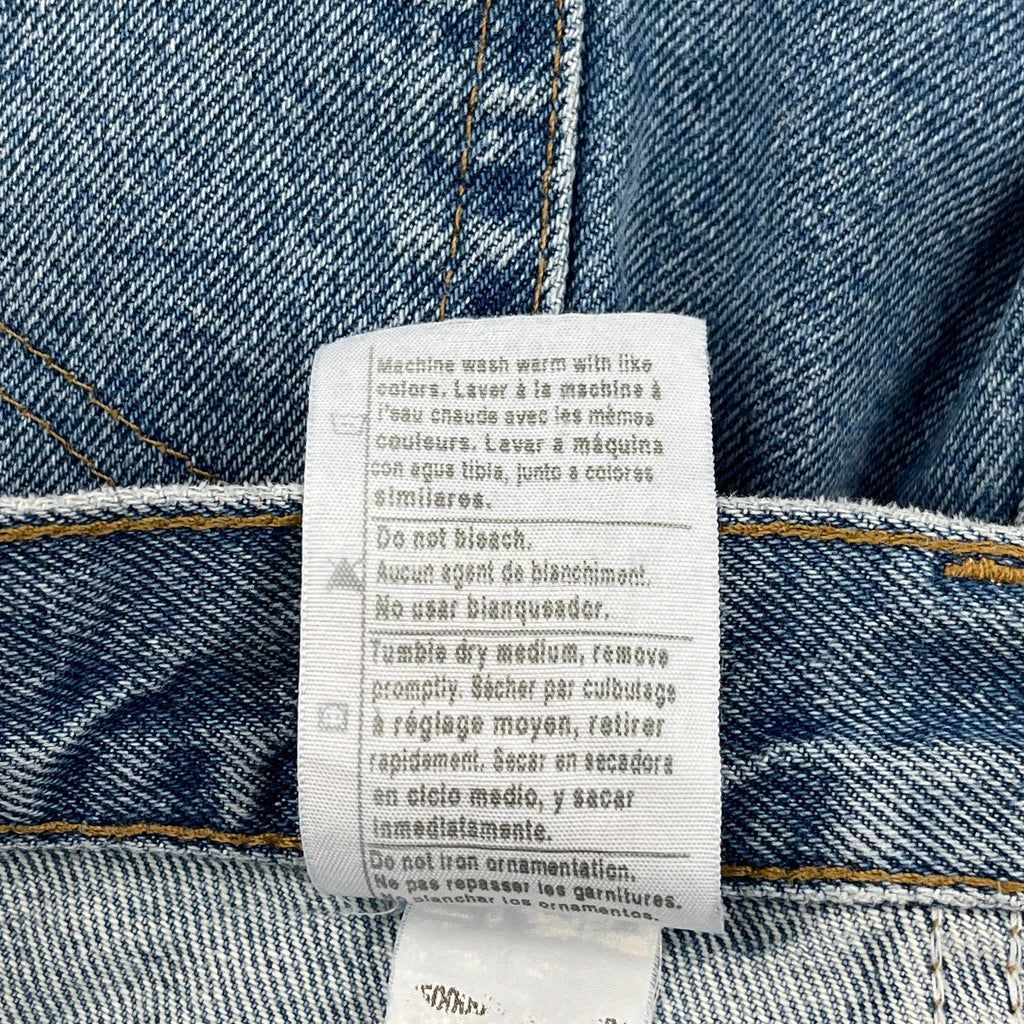 Machine wash warm with like
colors. Laver à la machine à
l'eau chaude avec les mêmes
couleurs. Lavar a máquina
con agua tibia, junto a colores
similares.
Do not bleach.
Aucun agent de blanchiment.
No usar blanqueador.
Tumble dry medium, remove
promptly. Sécher par culbutage
à réglage moyen, retirer
rapidement. Secar en secadora
en ciclo medio, y sacar
inmediatamente.
Do not iron ornamentation.
Ne pas repasser les garnitures.
planchar los ornamentos.